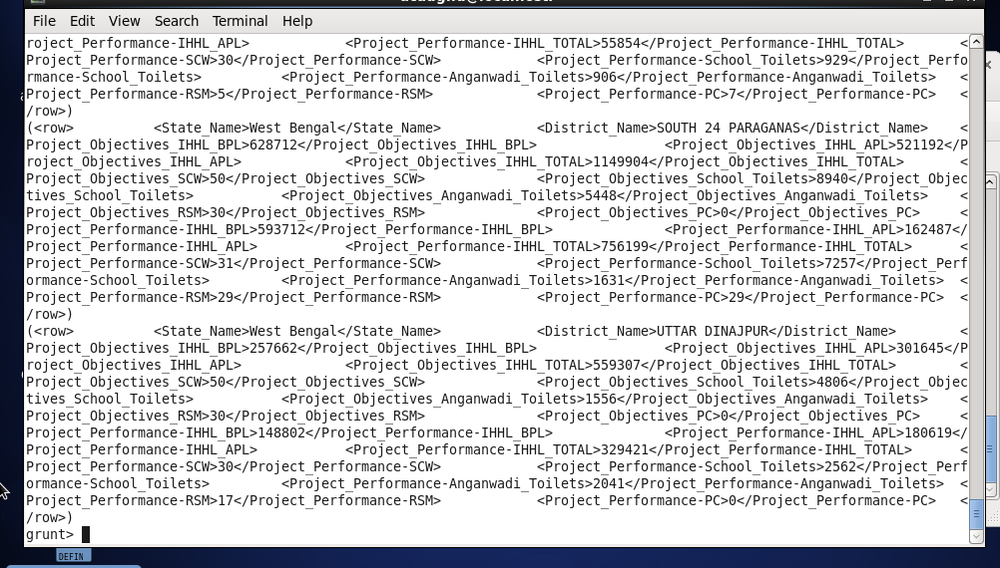 File Edit View Search Terminal Help
roject_Performance-IHHL_APL> <Project_Performance-IHHL_TOTAL>55854</Project_Performance-IHHL_TOTAL> <
Project_Performance-SCW>30</Project_Performance-SCW> <Project_Performance-School_Toilets>929</Project_Perfo
rmance-School_Toilets> <Project_Performance-Anganwadi_Toilets>906</Project_Performance-Anganwadi_Toilets> <
Project_Performance-RSM>5</Project_Performance-RSM> <Project_Performance-PC>7</Project_Performance-PC> <
/row>)
(<row> <State_Name>West Bengal</State_Name> <District_Name>SOUTH 24 PARAGANAS</District_Name> <
Project_Objectives_IHHL_BPL>628712</Project_Objectives_IHHL_BPL> <Project_Objectives_IHHL_APL>521192</P
roject_Objectives_IHHL_APL> <Project_Objectives_IHHL_TOTAL>1149904</Project_Objectives_IHHL_TOTAL> <
Project_Objectives_SCW>50</Project_Objectives_SCW> <Project_Objectives_School_Toilets>8940</Project_Objec
tives_School_Toilets> <Project_Objectives_Anganwadi_Toilets>5448</Project_Objectives_Anganwadi_Toilets> <
Project_Objectives_RSM>30</Project_Objectives_RSM> <Project_Objectives_PC>0</Project_Objectives_PC> <
Project_Performance-IHHL_BPL>593712</Project_Performance-IHHL_BPL> <Project_Performance-IHHL_APL>162487</
Project_Performance-IHHL_APL> <Project_Performance-IHHL_TOTAL>756199</Project_Performance-IHHL_TOTAL> <
Project_Performance-SCW>31</Project_Performance-SCW> <Project_Performance-School_Toilets>7257</Project_Perf
ormance-School_Toilets> <Project_Performance-Anganwadi_Toilets>1631</Project_Performance-Anganwadi_Toilets> <
Project_Performance-RSM>29</Project_Performance-RSM> <Project_Performance-PC>29</Project_Performance-PC> <
/row>)
(<row> <State_Name>West Bengal</State_Name> <District_Name>UTTAR DINAJPUR</District_Name> <
Project_Objectives_IHHL_BPL>257662</Project_Objectives_IHHL_BPL> <Project_Objectives_IHHL_APL>301645</P
roject_Objectives_IHHL_APL> <Project_Objectives_IHHL_TOTAL>559307</Project_Objectives_IHHL_TOTAL> <
Project_Objectives_SCW>50</Project_Objectives_SCW> <Project_Objectives_School_Toilets>4806</Project_Objec
tives_School_Toilets> <Project_Objectives_Anganwadi_Toilets>1556</Project_Objectives_Anganwadi_Toilets> <
Project_Objectives_RSM>30</Project_Objectives_RSM> <Project_Objectives_PC>0</Project_Objectives_PC> <
Project_Performance-IHHL_BPL>148802</Project_Performance-IHHL_BPL> <Project_Performance-IHHL_APL>180619</
Project_Performance-IHHL_APL> <Project_Performance-IHHL_TOTAL>329421</Project_Performance-IHHL_TOTAL> <
Project_Performance-SCW>30</Project_Performance-SCW> <Project_Performance-School_Toilets>2562</Project_Perf
ormance-School_Toilets> <Project_Performance-Anganwadi_Toilets>2041</Project_Performance-Anganwadi_Toilets> <
Project_Performance-RSM>17</Project_Performance-RSM> <Project_Performance-PC>0</Project_Performance-PC> <
/row>)
grunt>
DEFIN